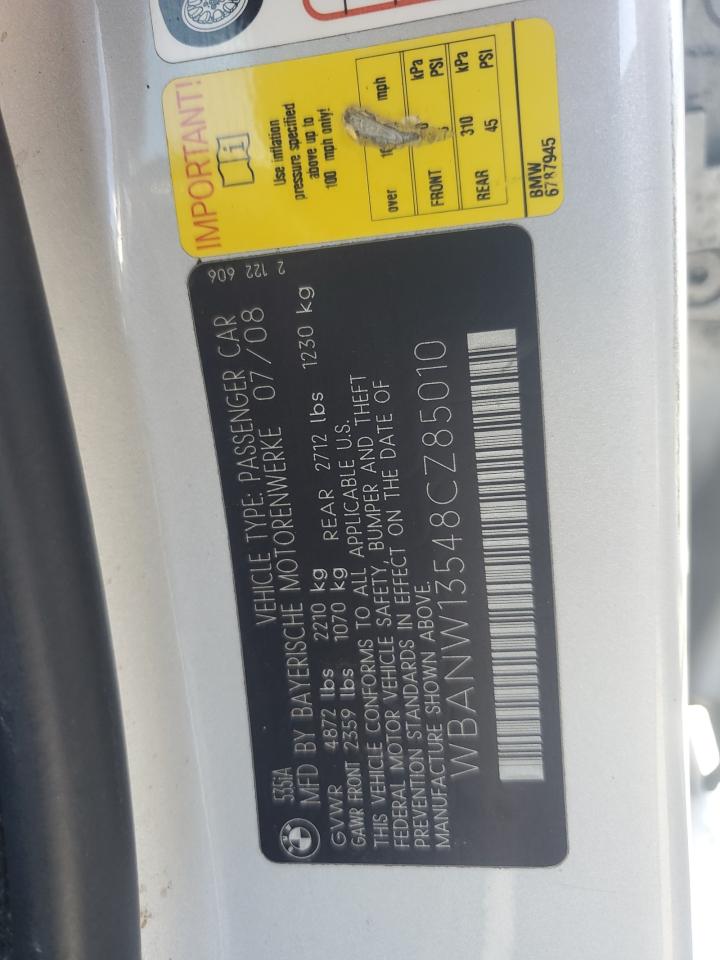 IMPORTANT!
Use inflation
pressure specified
above up to
100 mph only!
over mph
FRONT kPa PSI
REAR 310 kPa 45 PSI
BMW
6787945
2 122 606
535iA VEHICLE TYPE: PASSENGER CAR
MFD BY BAYERISCHE MOTORENWERKE 07/08
GVWR 4872 lbs 2210 kg
GAWR FRONT 2359 lbs 1070 kg REAR 2712 lbs 1230 kg
THIS VEHICLE CONFORMS TO ALL APPLICABLE U.S.
FEDERAL MOTOR VEHICLE SAFETY, BUMPER AND THEFT
PREVENTION STANDARDS IN EFFECT ON THE DATE OF
MANUFACTURE SHOWN ABOVE.
WBANW13548CZ85010